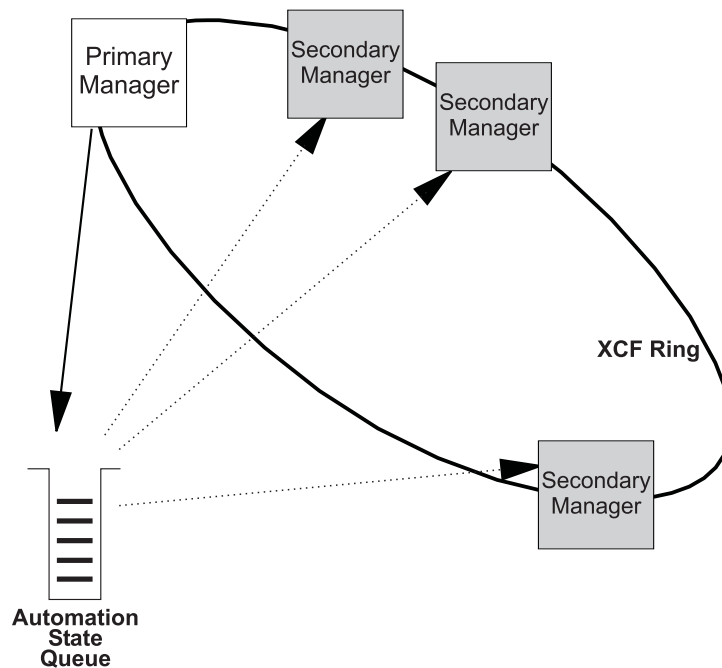 Primary
Manager
Secondary
Manager
Secondary
Manager
XCF Ring
Secondary
Manager
Automation
State
Queue